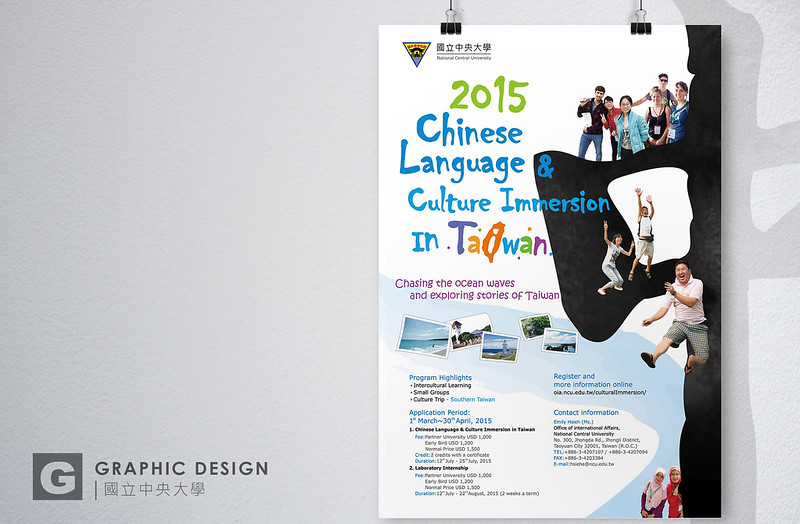 國立中央大學
National Central University
2015
Chinese
Language &
Culture Immersion
In Taiwan.
Chasing the ocean waves
and exploring stories of Taiwan
Program Highlights
• Intercultural Learning
• Small Groups
• Culture Trip - Southern Taiwan
Application Period:
1st March~30th April, 2015
1. Chinese Language & Culture Immersion in Taiwan
Fee: Partner University USD 1,000
Early Bird USD 1,200
Normal Price USD 1,500
Credit: 2 credits with a certificate
Duration: 12th July - 25th July, 2015
2. Laboratory Internship
Fee: Partner University USD 1,000
Early Bird USD 1,200
Normal Price USD 1,500
Duration: 12th July - 22th August, 2015 (2 weeks a term)
Register and
more information online
oia.ncu.edu.tw/culturalImmersion/
Contact information
Emily Hsieh (Ms.)
Office of International Affairs,
National Central University
No. 300, Jhongda Rd., Jhongli District,
Taoyuan City 32001, Taiwan (R.O.C.)
TEL: +886-3-4207107 / +886-3-4207094
FAX: +886-3-4203384
E-mail: hsiehe@ncu.edu.tw
G
GRAPHIC DESIGN
國立中央大學